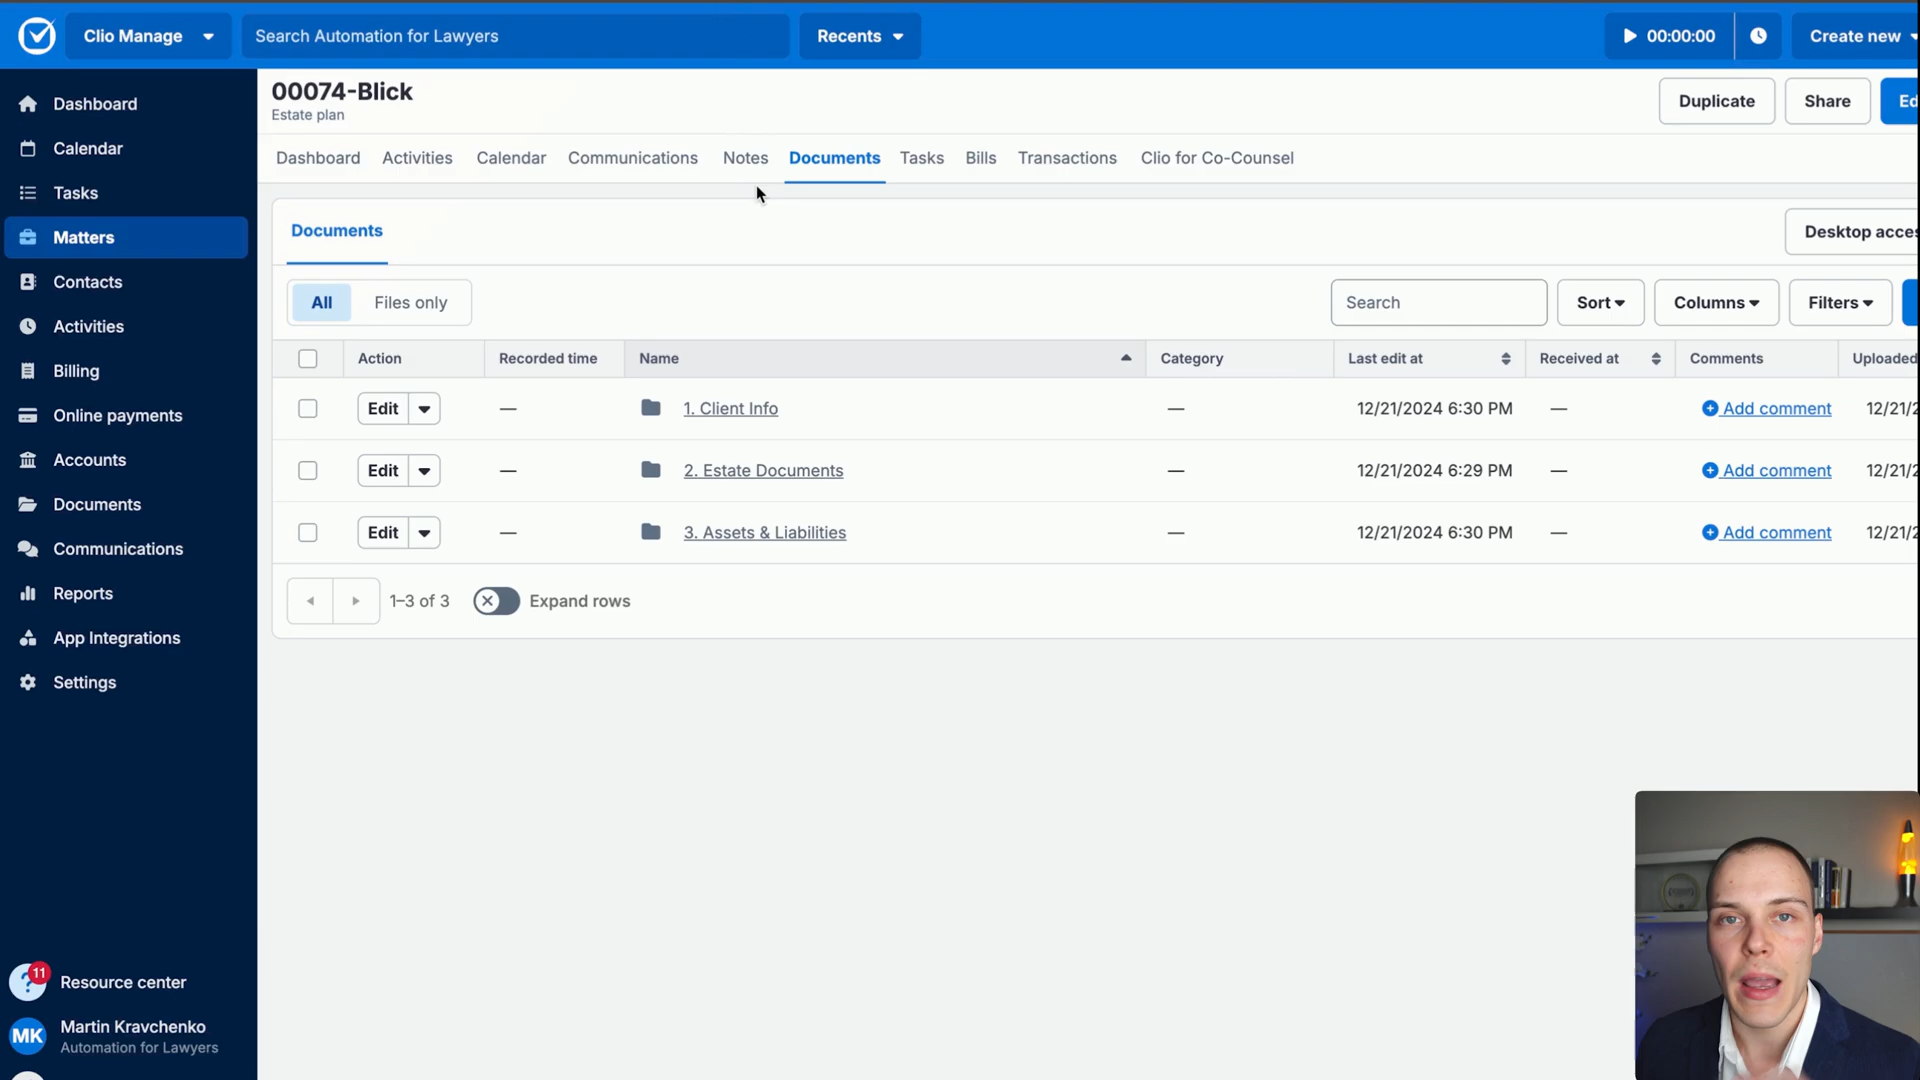 Clio Manage
Search Automation for Lawyers
Recents
00:00:00
Create new
00074-Blick
Estate plan
Duplicate
Share
Ed
Dashboard
Calendar
Tasks
Matters
Contacts
Activities
Billing
Online payments
Accounts
Documents
Communications
Reports
App Integrations
Settings
11
Resource center
MK
Martin Kravchenko
Automation for Lawyers
Dashboard Activities Calendar Communications Notes Documents Tasks Bills Transactions Clio for Co-Counsel
Documents
Desktop acces
All Files only
Search Sort Columns Filters
Action Recorded time Name Category Last edit at Received at Comments Uploaded
Edit — 1. Client Info — 12/21/2024 6:30 PM — Add comment 12/21/2
Edit — 2. Estate Documents — 12/21/2024 6:29 PM — Add comment 12/21/2
Edit — 3. Assets & Liabilities — 12/21/2024 6:30 PM — Add comment 12/21/2
1–3 of 3 Expand rows